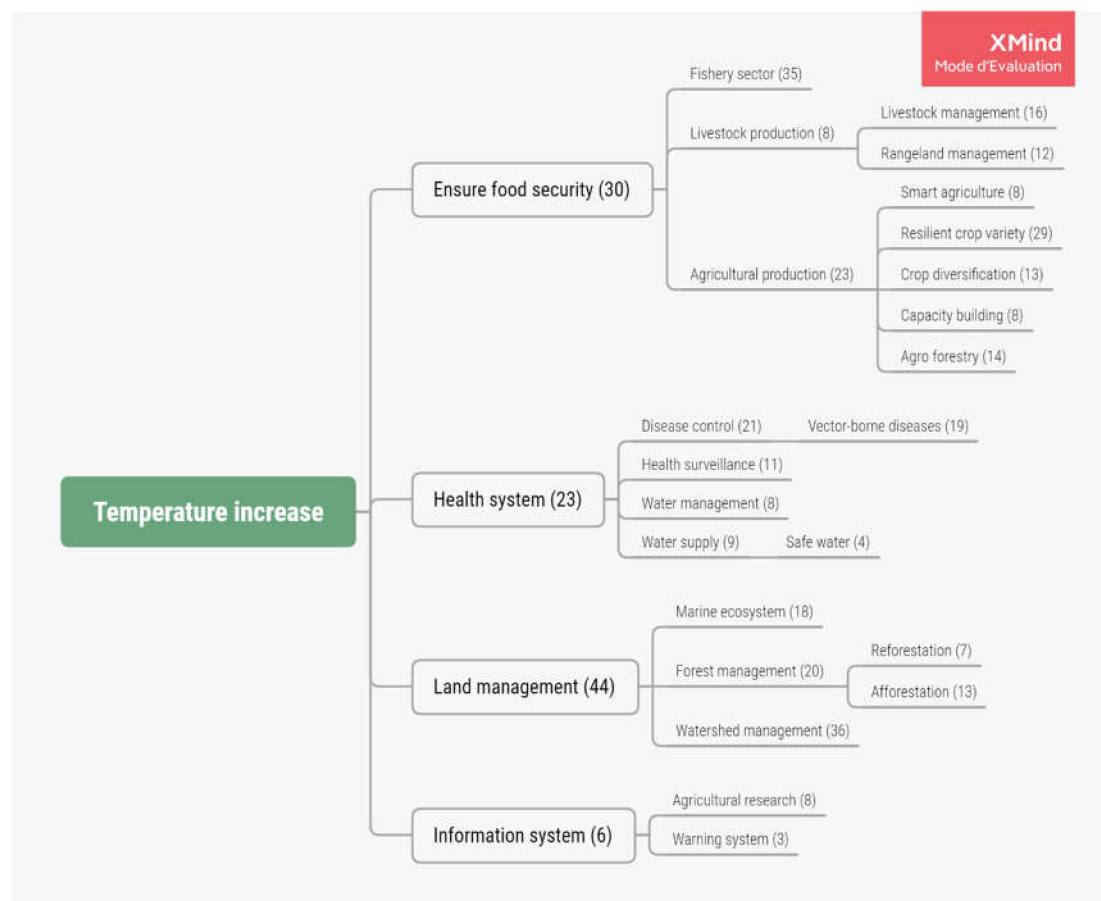 XMind
Mode d'Evaluation
Temperature increase
Ensure food security (30)
Fishery sector (35)
Livestock production (8)
Livestock management (16)
Rangeland management (12)
Agricultural production (23)
Smart agriculture (8)
Resilient crop variety (29)
Crop diversification (13)
Capacity building (8)
Agro forestry (14)
Health system (23)
Disease control (21)
Vector-borne diseases (19)
Health surveillance (11)
Water management (8)
Water supply (9)
Safe water (4)
Land management (44)
Marine ecosystem (18)
Forest management (20)
Reforestation (7)
Afforestation (13)
Watershed management (36)
Information system (6)
Agricultural research (8)
Warning system (3)